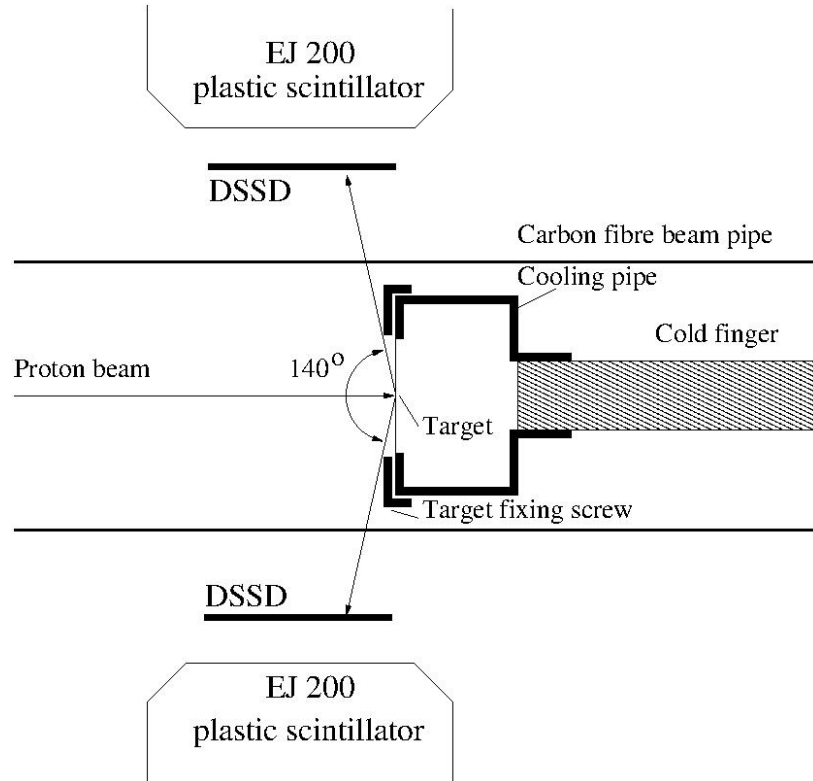 EJ 200
plastic scintillator
DSSD
Carbon fibre beam pipe
Cooling pipe
Cold finger
140°
Proton beam
Target
Target fixing screw
DSSD
EJ 200
plastic scintillator